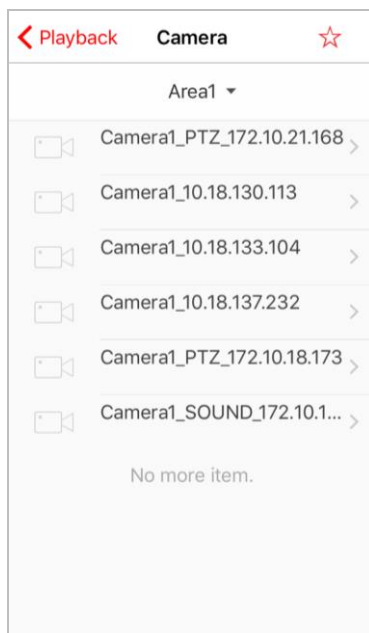 Playback Camera
Area1
Camera1_PTZ_172.10.21.168
Camera1_10.18.130.113
Camera1_10.18.133.104
Camera1_10.18.137.232
Camera1_PTZ_172.10.18.173
Camera1_SOUND_172.10.1...
No more item.